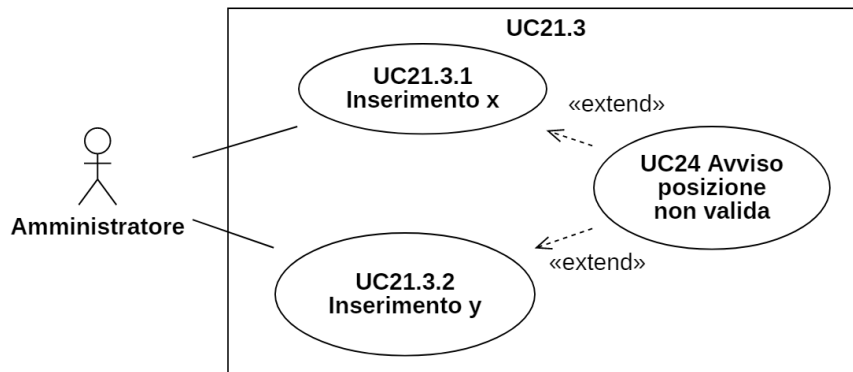 UC21.3
UC21.3.1
Inserimento x
«extend»
UC24 Avviso
posizione
non valida
Amministratore
«extend»
UC21.3.2
Inserimento y